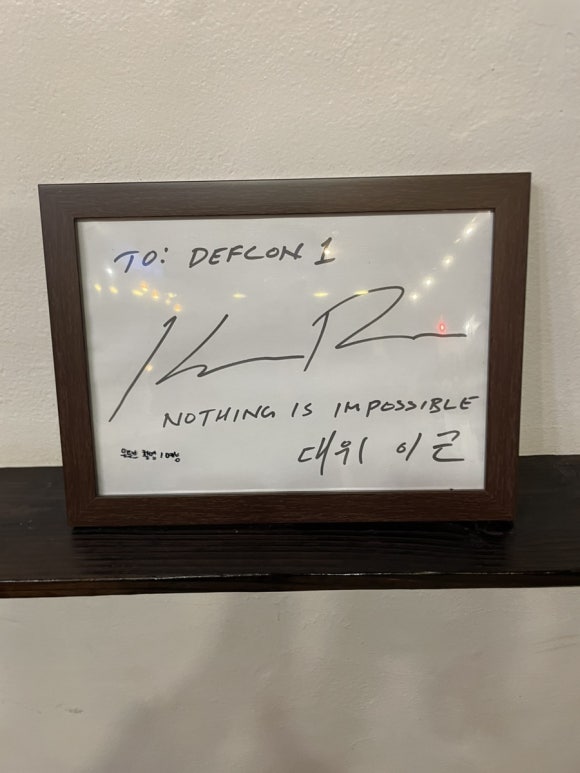 TO: DEFCON 1
NOTHING IS IMPOSSIBLE
대위 이근